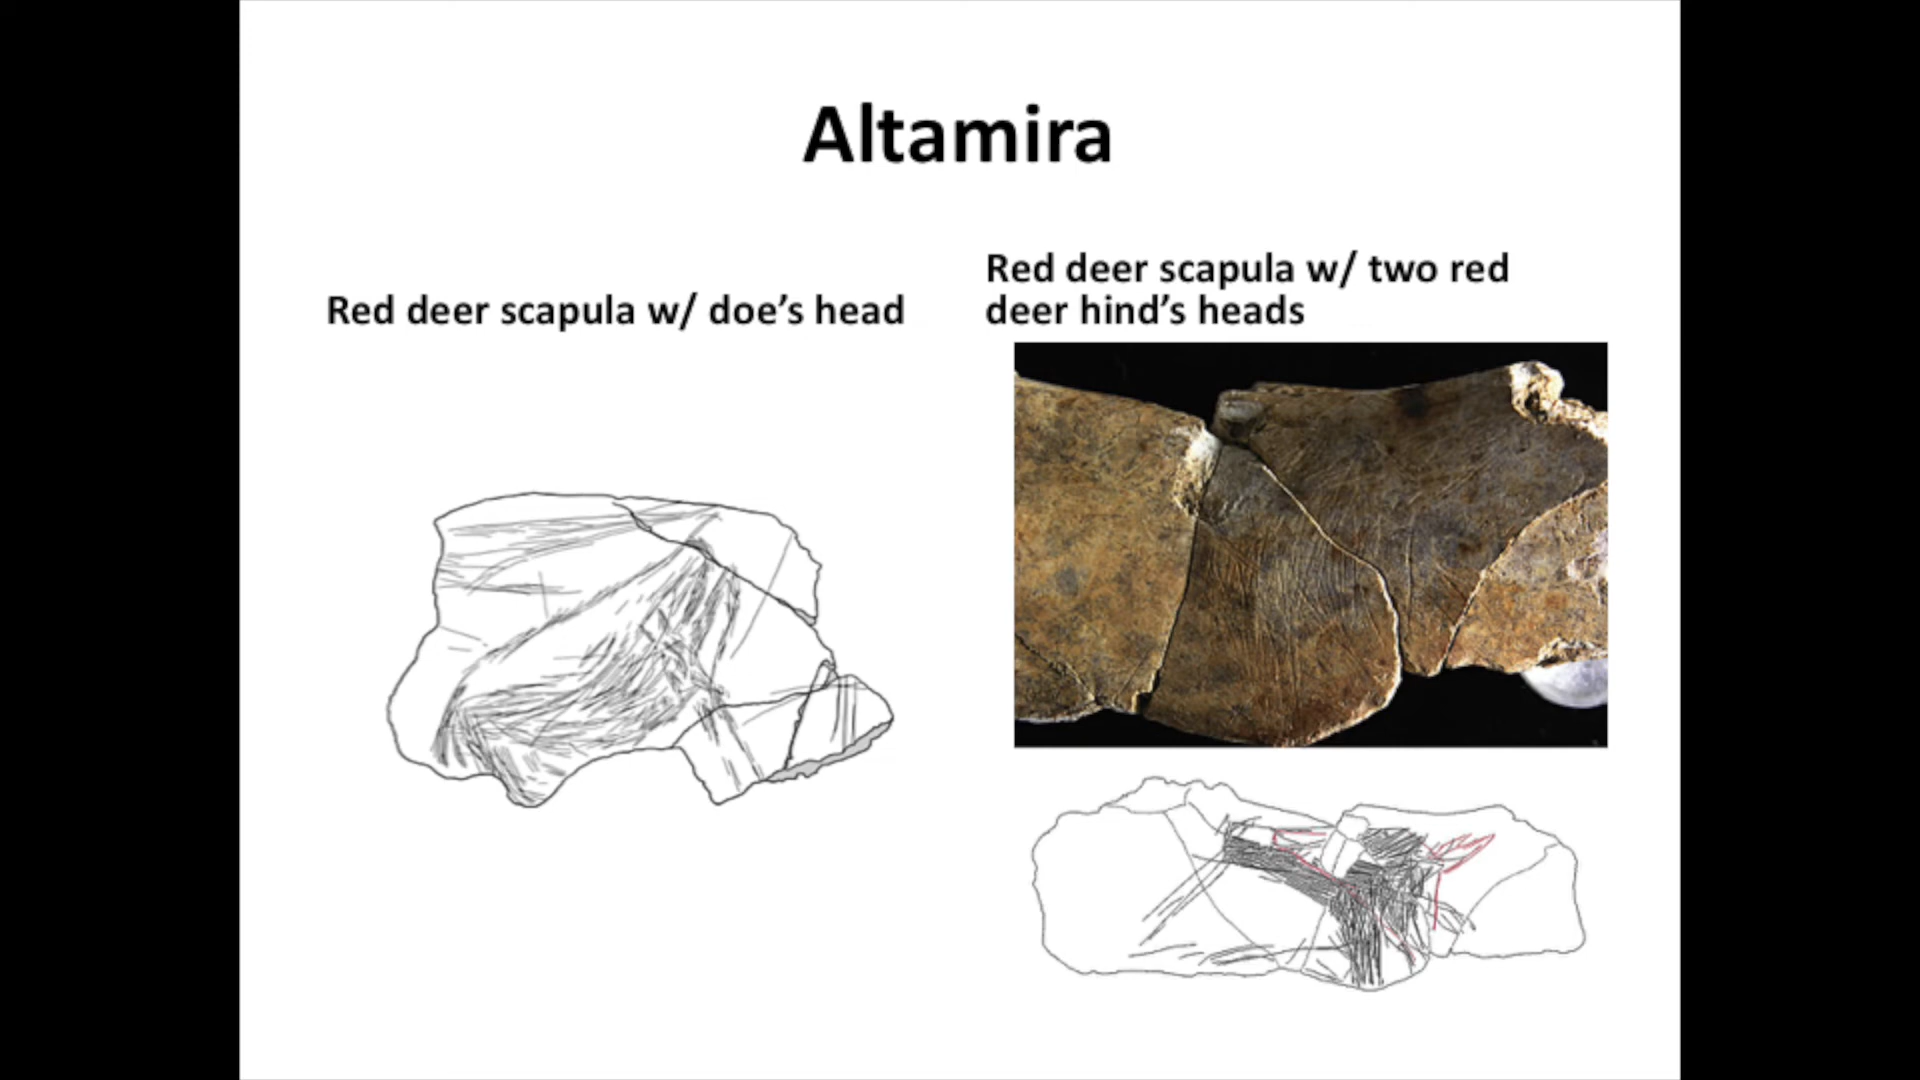 Altamira
Red deer scapula w/ doe’s head
Red deer scapula w/ two red
deer hind’s heads